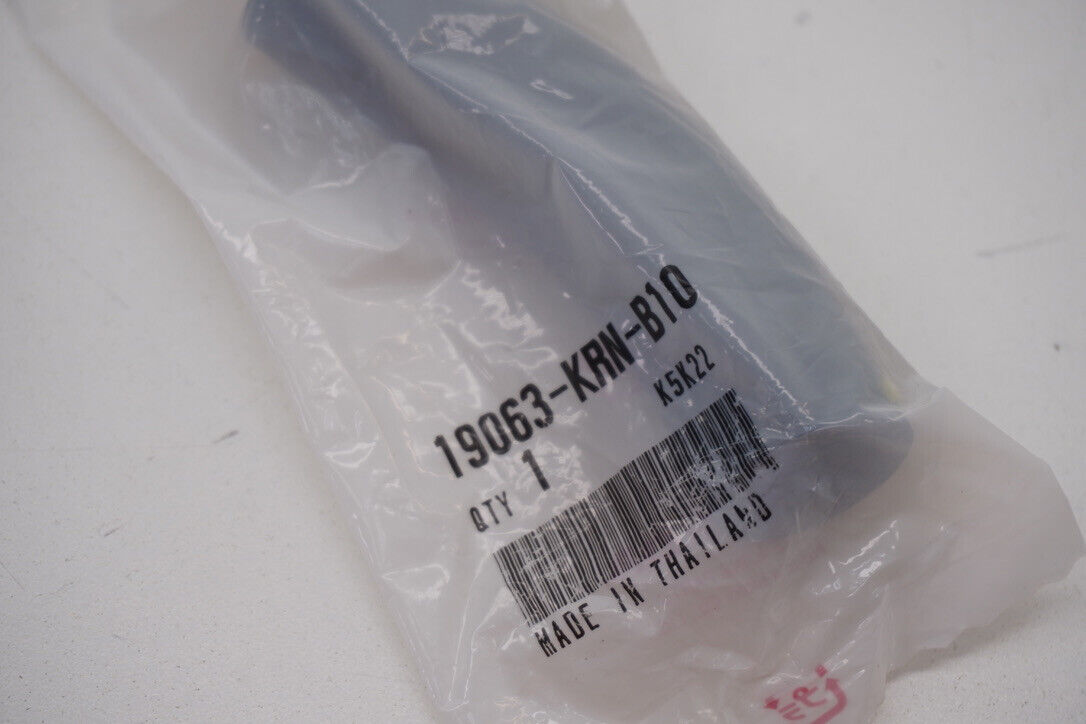 19063-KRN-B10
K5K22
QTY 1
MADE IN THAILAND